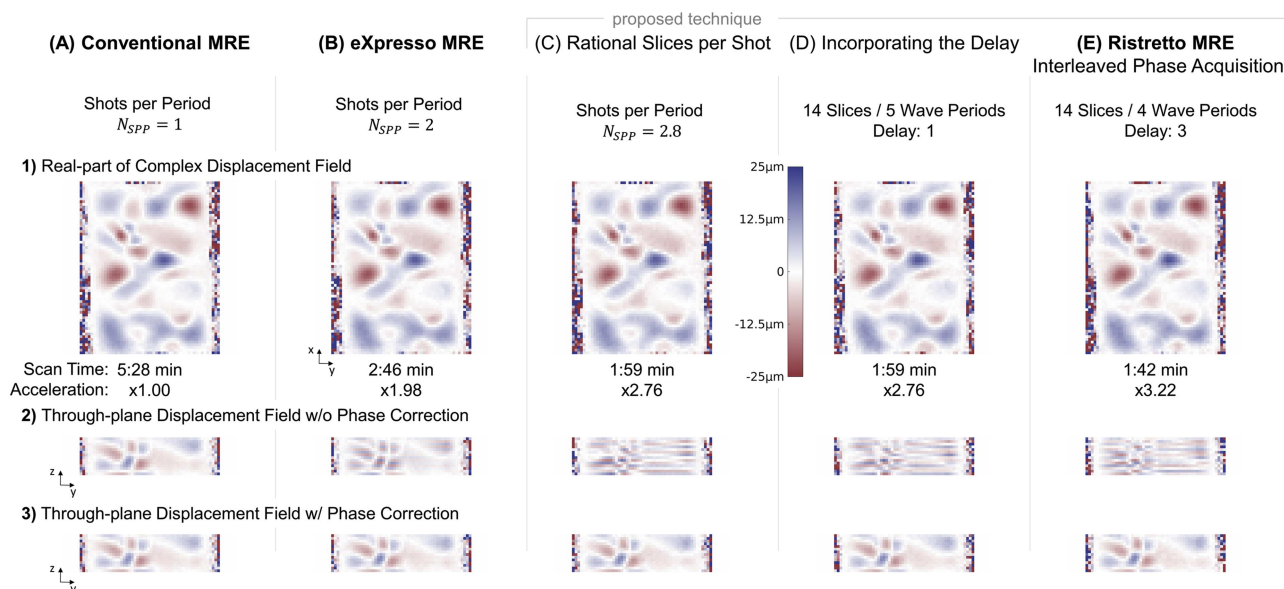 proposed technique
(A) Conventional MRE
(B) eXpresso MRE
(C) Rational Slices per Shot
(D) Incorporating the Delay
(E) Ristretto MRE
Interleaved Phase Acquisition
Shots per Period
N_SPP = 1
Shots per Period
N_SPP = 2
Shots per Period
N_SPP = 2.8
14 Slices / 5 Wave Periods
Delay: 1
14 Slices / 4 Wave Periods
Delay: 3
1) Real-part of Complex Displacement Field
25μm
12.5μm
0
-12.5μm
-25μm
x
y
Scan Time: 5:28 min
2:46 min
1:59 min
1:59 min
1:42 min
Acceleration: x1.00
x1.98
x2.76
x2.76
x3.22
2) Through-plane Displacement Field w/o Phase Correction
z
y
3) Through-plane Displacement Field w/ Phase Correction
z
y